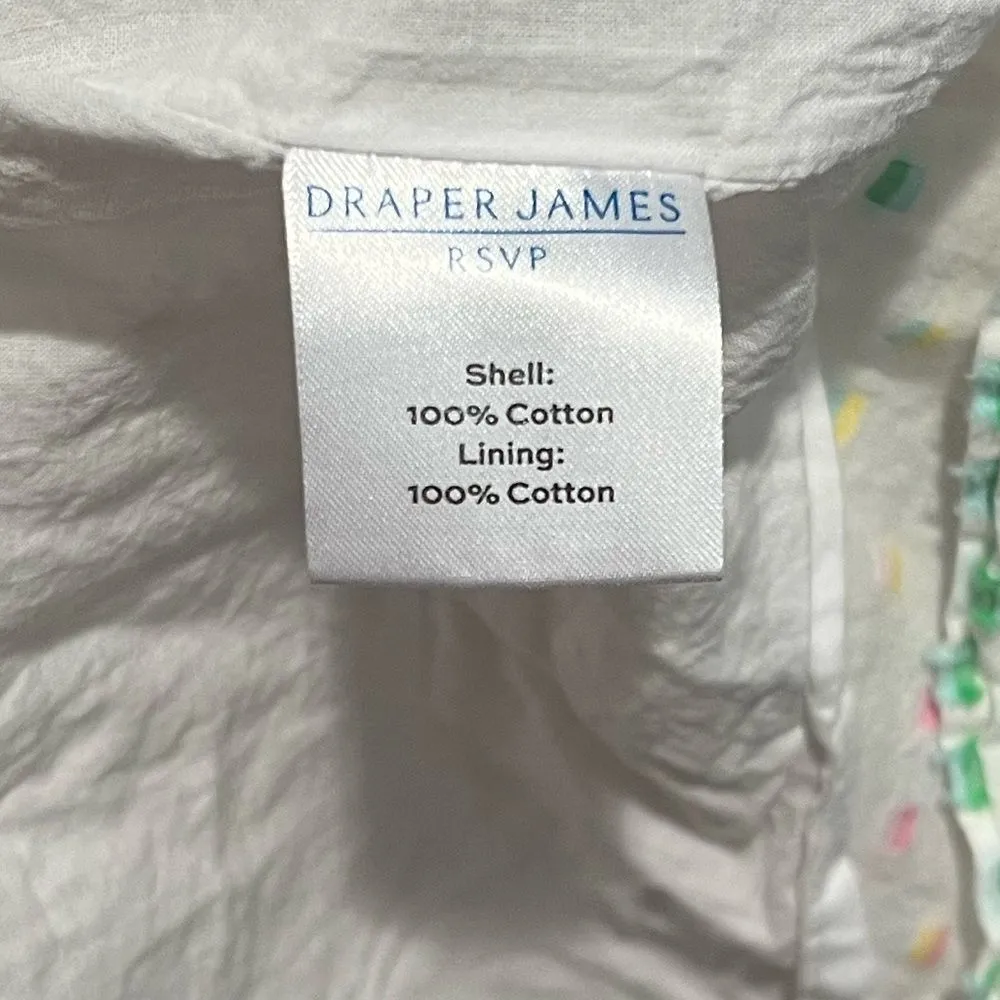 DRAPER JAMES
RSVP
Shell:
100% Cotton
Lining:
100% Cotton